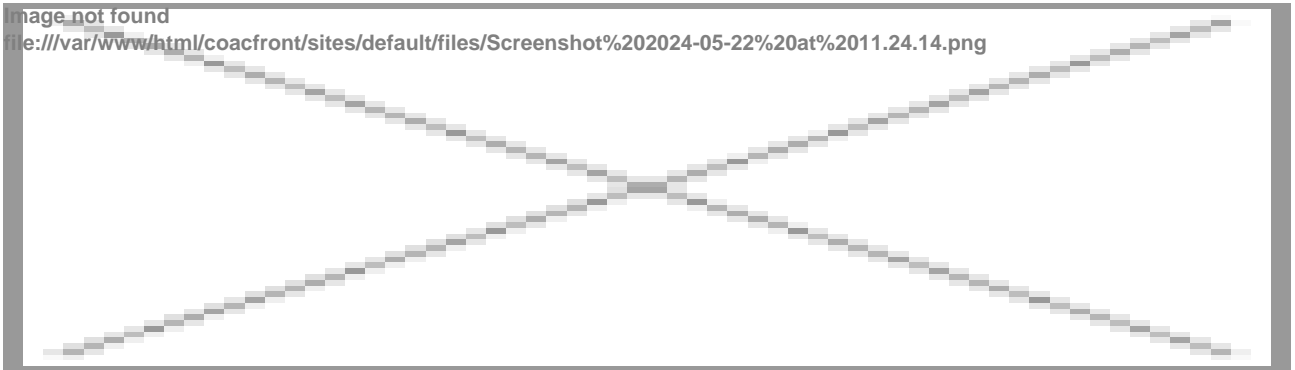 Image not found
file:///var/www/html/coacfront/sites/default/files/Screenshot%202024-05-22%20at%2011.24.14.png